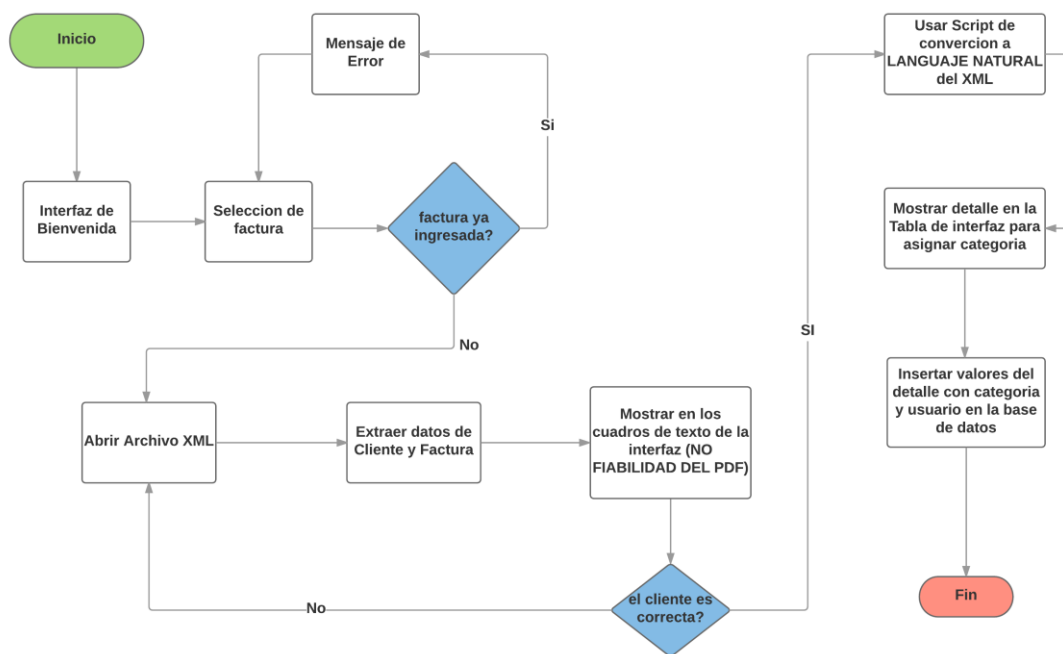 Inicio
Mensaje de
Error
Si
Interfaz de
Bienvenida
Seleccion de
factura
factura ya
ingresada?
No
Abrir Archivo XML
Extraer datos de
Cliente y Factura
Mostrar en los
cuadros de texto de la
interfaz (NO
FIABILIDAD DEL PDF)
el cliente es
correcta?
No
SI
Usar Script de
convercion a
LANGUAJE NATURAL
del XML
Mostrar detalle en la
Tabla de interfaz para
asignar categoria
Insertar valores del
detalle con categoria
y usuario en la base
de datos
Fin